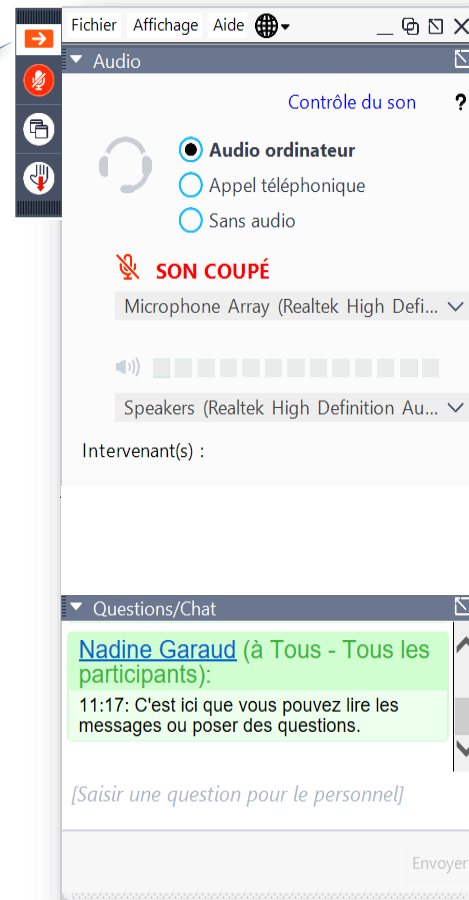 Fichier Affichage Aide
Audio
Contrôle du son ?
Audio ordinateur
Appel téléphonique
Sans audio
SON COUPÉ
Microphone Array (Realtek High Defi...
Speakers (Realtek High Definition Au...
Intervenant(s) :
Questions/Chat
Nadine Garaud (à Tous - Tous les
participants):
11:17: C'est ici que vous pouvez lire les
messages ou poser des questions.
[Saisir une question pour le personnel]
Envoyer